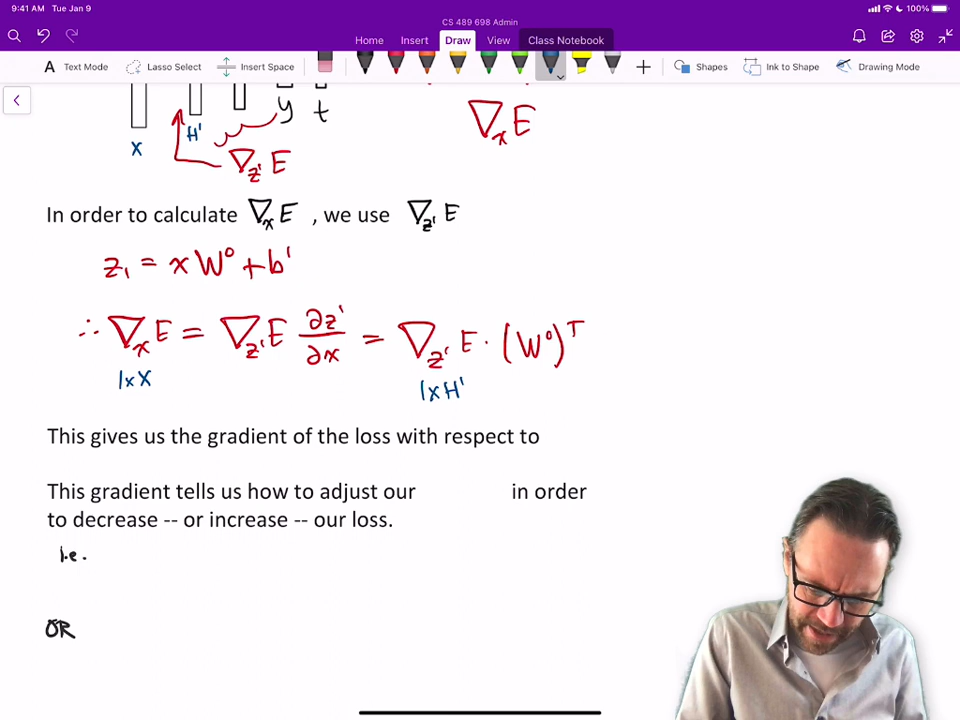 9:41 AM Tue Jan 9
100%
CS 489 698 Admin
Home Insert Draw View Class Notebook
A Text Mode Lasso Select Insert Space Shapes Ink to Shape Drawing Mode
X H' y t
∇z'E
∇xE
In order to calculate ∇xE , we use ∇z'E
z₁ = xW⁰ + b'
∴ ∇xE = ∇z'E ∂z'/∂x = ∇z'E · (W⁰)ᵀ
1×X 1×H'
This gives us the gradient of the loss with respect to
This gradient tells us how to adjust our in order
to decrease -- or increase -- our loss.
i.e.
OR